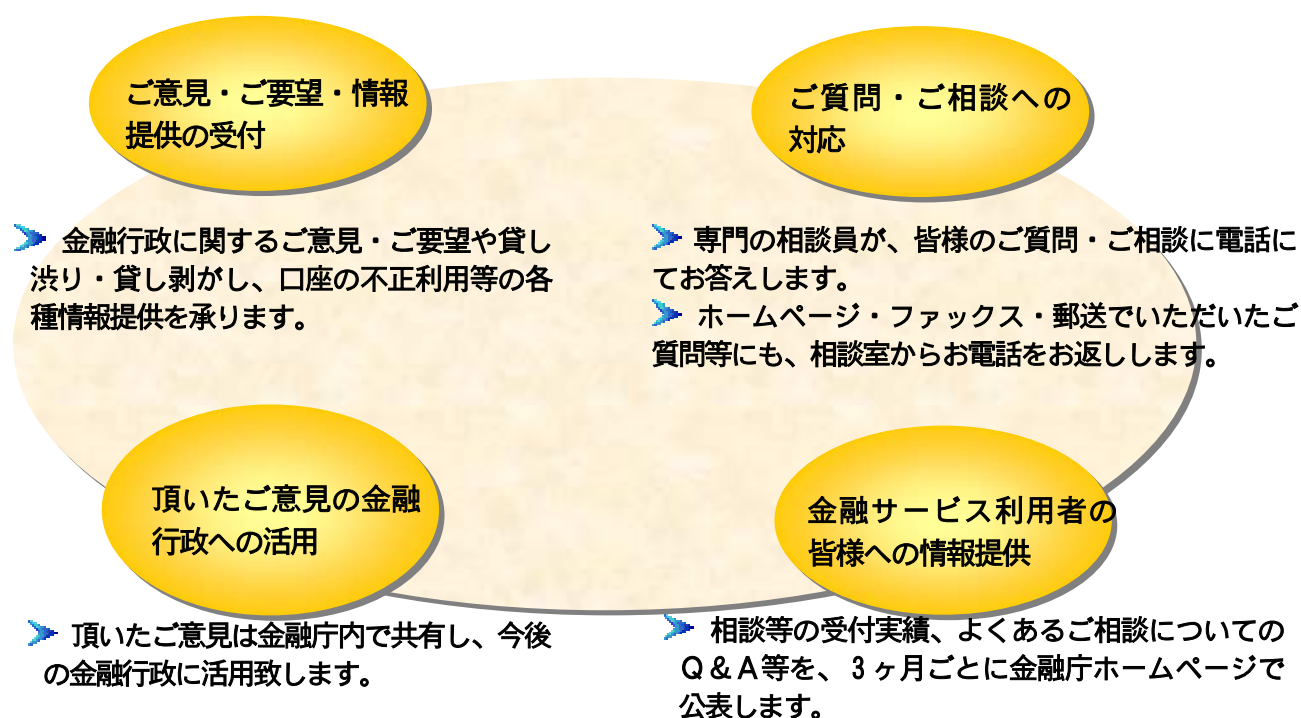 ご意見・ご要望・情報
提供の受付
金融行政に関するご意見・ご要望や貸し
渋り・貸し剥がし、口座の不正利用等の各
種情報提供を承ります。
ご質問・ご相談への
対応
専門の相談員が、皆様のご質問・ご相談に電話に
てお答えします。
ホームページ・ファックス・郵送でいただいたご
質問等にも、相談室からお電話をお返しします。
頂いたご意見の金融
行政への活用
頂いたご意見は金融庁内で共有し、今後
の金融行政に活用致します。
金融サービス利用者の
皆様への情報提供
相談等の受付実績、よくあるご相談についての
Q&A等を、3ヶ月ごとに金融庁ホームページで
公表します。